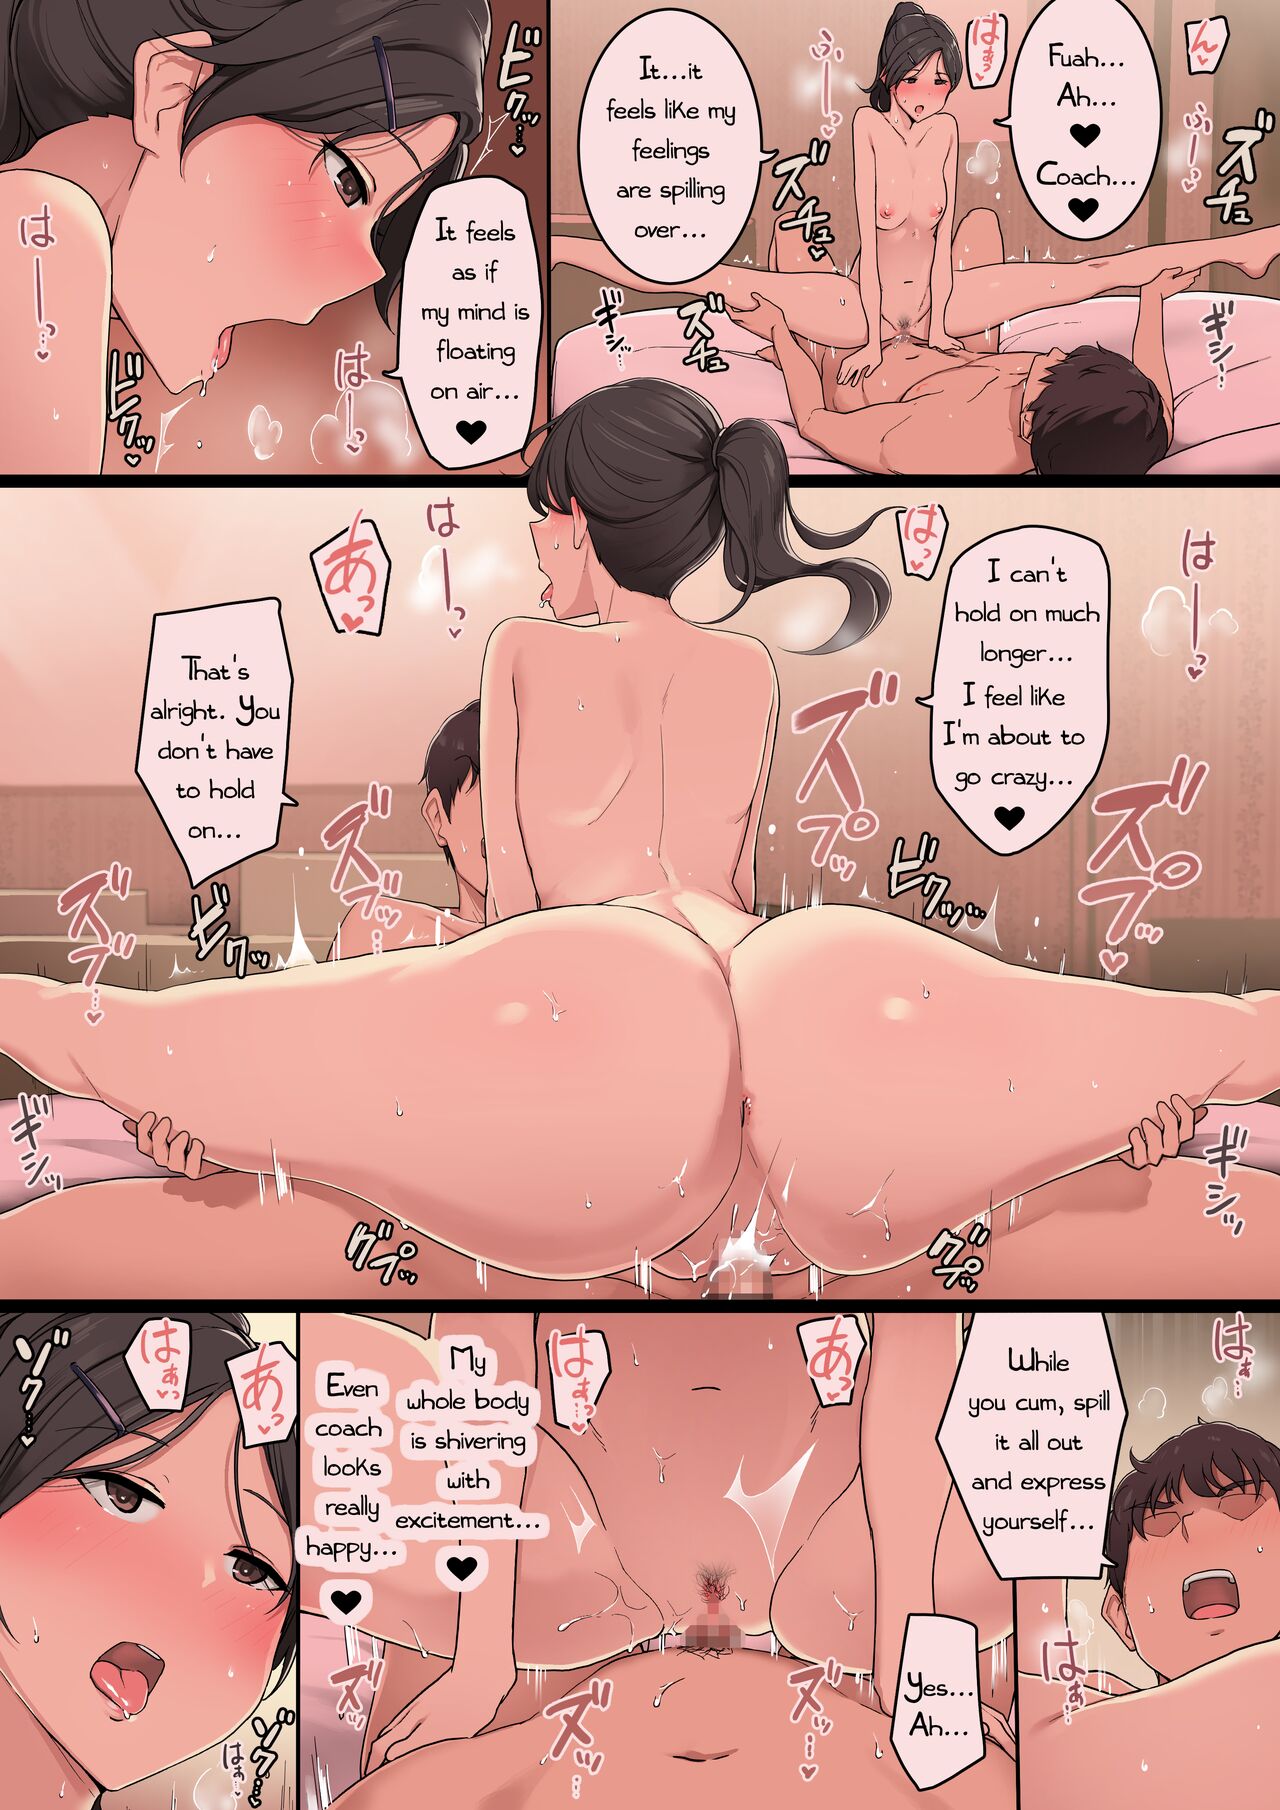 Fuah...
Ah...
♥
Coach...
♥
It...it
feels like my
feelings
are spilling
over...
ん♥
はぁっ♥
ふーっ♥
ふーっ♥
ズチュ
ズチュ
ズチュ
ギシ…
ギシ…
It feels
as if
my mind is
floating
on air...
♥
ビクッ…♥
ビクッ
はーっ♥
はーっ♥
I can't
hold on much
longer...
I feel like
I'm about to
go crazy...
♥
That's
alright. You
don't have
to hold
on...
はーっ♥
はっ♥
はーっ♥
あっ♥
ズプ
ズプッ♥
ズブッ…♥
ズブッ…♥
ビクッ…
ビクッ
ギシッ
ギシッ
グプッ…
グプッ…
While
you cum, spill
it all out
and express
yourself...
はぁ…
はぁ…
Yes...
Ah...
My
whole body
is shivering
with
excitement...
♥
Even
coach
looks
really
happy...
♥
あっ♥
はぁっ♥
ヌッ…
ヌッ…♥
ヌッ…
あっ♥
はぁっ
ゾクッ♥
ゾクッ…♥
はぁ…♥